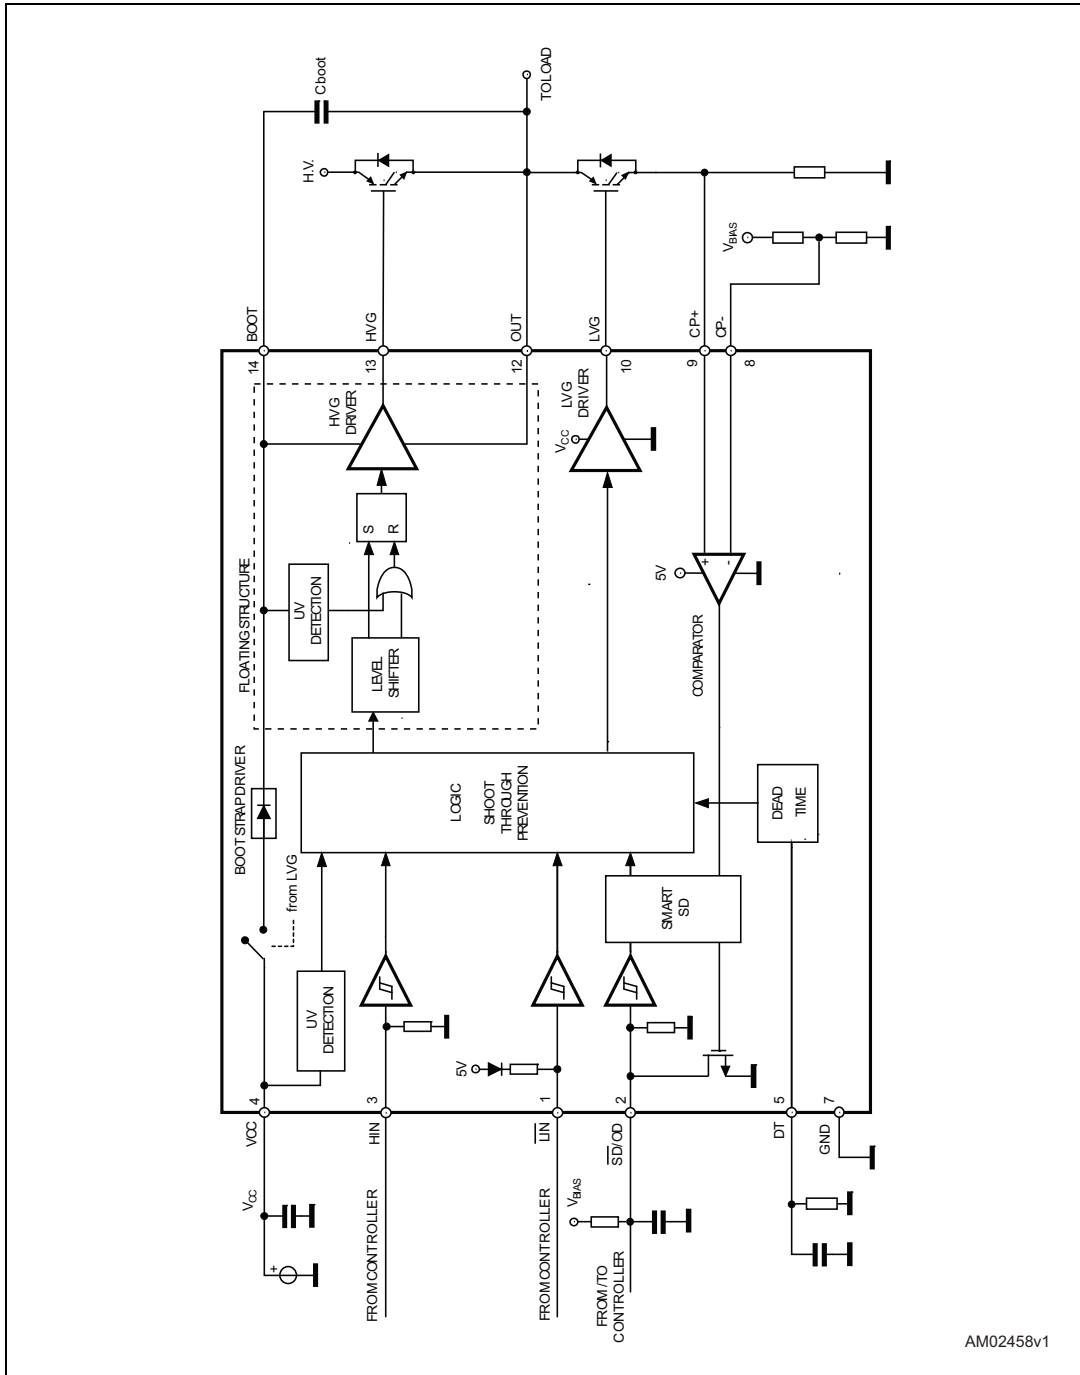 BOOTSTRAP DRIVER
FLOATING STRUCTURE
from LVG
VCC
4
14
BOOT
Cboot
VCC
+
UV
DETECTION
UV
DETECTION
HVG
DRIVER
H.V.
FROM CONTROLLER
HIN
3
LEVEL
SHIFTER
S
R
13
HVG
LOGIC
SHOOT
THROUGH
PREVENTION
12
OUT
TO LOAD
5V
FROM CONTROLLER
LIN
1
VCC
LVG
DRIVER
10
LVG
VBIAS
FROM/TO
CONTROLLER
SD/OD
2
SMART
SD
COMPARATOR
5V
+
-
9
CP+
8
CP-
VBIAS
DT
5
DEAD
TIME
GND
7
AM02458v1